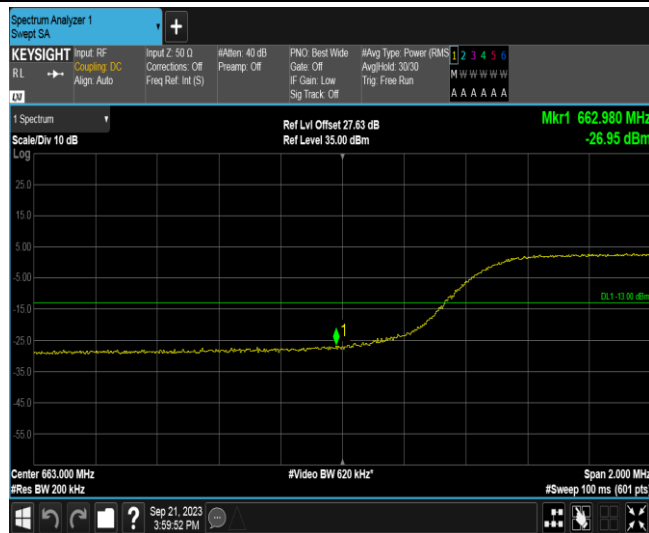 Spectrum Analyzer 1
Swept SA
+
KEYSIGHT
RL
Input: RF
Coupling: DC
Align: Auto
Input Z: 50 Ω
Corrections: Off
Freq Ref: Int (S)
#Atten: 40 dB
Preamp: Off
PNO: Best Wide
Gate: Off
IF Gain: Low
Sig Track: Off
#Avg Type: Power (RMS
Avg|Hold: 30/30
Trig: Free Run
1 2 3 4 5 6
M W W W W W
A A A A A A
1 Spectrum
Scale/Div 10 dB
Log
Ref Lvl Offset 27.63 dB
Ref Level 35.00 dBm
Mkr1 662.980 MHz
-26.95 dBm
25.0
15.0
5.00
-5.00
-15.0
-25.0
-35.0
-45.0
-55.0
DL1 -13.00 dBm
1
Center 663.000 MHz
#Res BW 200 kHz
#Video BW 620 kHz*
Span 2.000 MHz
#Sweep 100 ms (601 pts)
?
Sep 21, 2023
3:59:52 PM